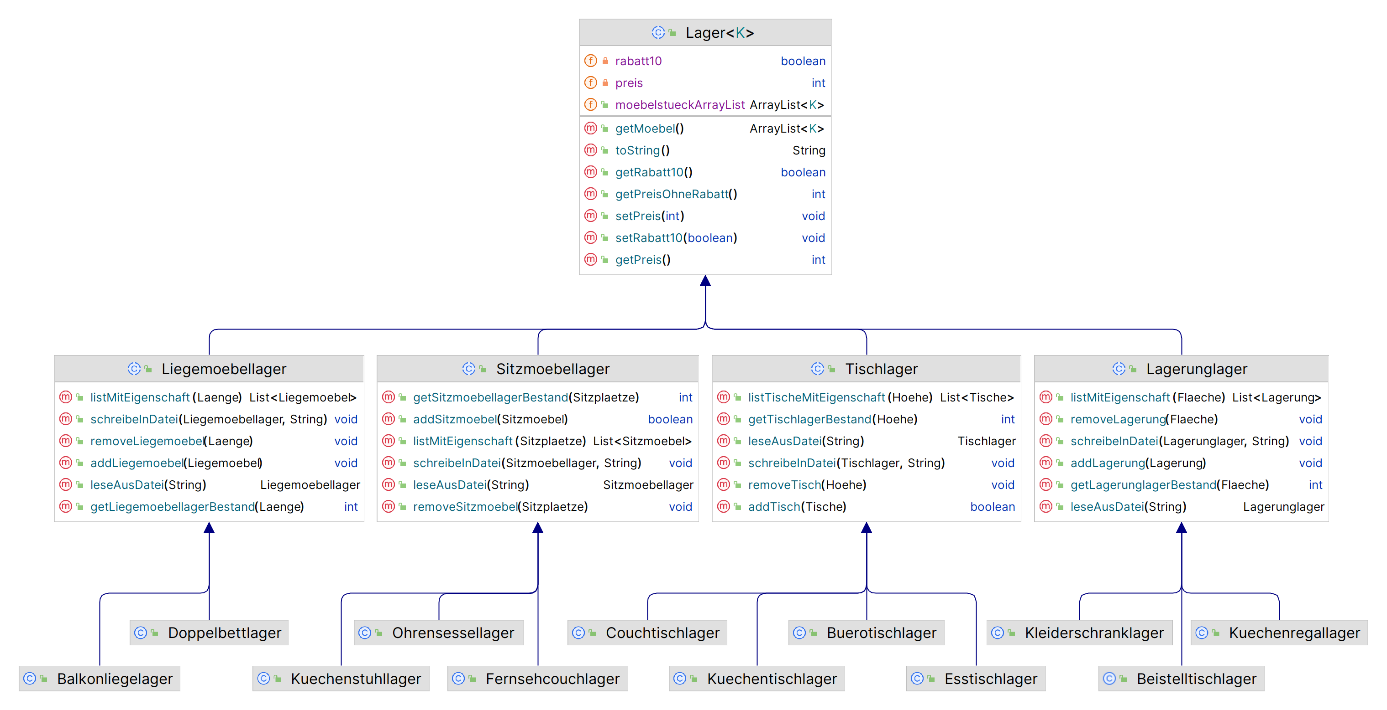 Lager<K>
rabatt10 boolean
preis int
moebelstueckArrayList ArrayList<K>
getMoebel() ArrayList<K>
toString() String
getRabatt10() boolean
getPreisOhneRabatt() int
setPreis(int) void
setRabatt10(boolean) void
getPreis() int
Liegemoebellager
listMitEigenschaft(Laenge) List<Liegemoebel>
schreibeInDatei(Liegemoebellager, String) void
removeLiegemoebel(Laenge) void
addLiegemoebel(Liegemoebel) void
leseAusDatei(String) Liegemoebellager
getLiegemoebellagerBestand(Laenge) int
Sitzmoebellager
getSitzmoebellagerBestand(Sitzplaetze) int
addSitzmoebel(Sitzmoebel) boolean
listMitEigenschaft(Sitzplaetze) List<Sitzmoebel>
schreibeInDatei(Sitzmoebellager, String) void
leseAusDatei(String) Sitzmoebellager
removeSitzmoebel(Sitzplaetze) void
Tischlager
listTischeMitEigenschaft(Hoehe) List<Tische>
getTischlagerBestand(Hoehe) int
leseAusDatei(String) Tischlager
schreibeInDatei(Tischlager, String) void
removeTisch(Hoehe) void
addTisch(Tische) boolean
Lagerunglager
listMitEigenschaft(Flaeche) List<Lagerung>
removeLagerung(Flaeche) void
schreibeInDatei(Lagerunglager, String) void
addLagerung(Lagerung) void
getLagerunglagerBestand(Flaeche) int
leseAusDatei(String) Lagerunglager
Doppelbettlager
Ohrensessellager
Couchtischlager
Buerotischlager
Kleiderschranklager
Kuechenregallager
Balkonliegelager
Kuechenstuhllager
Fernsehcouchlager
Kuechentischlager
Esstischlager
Beistelltischlager